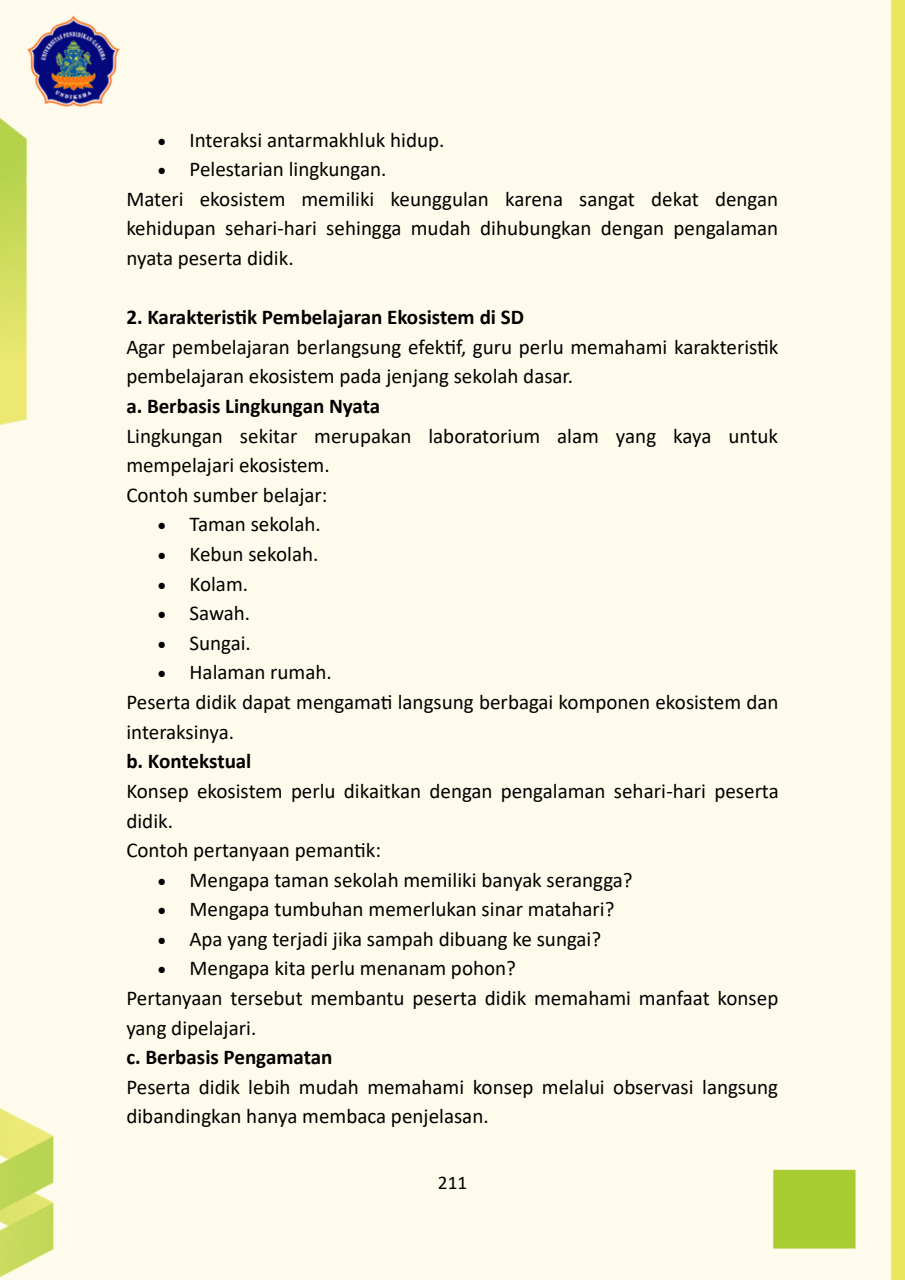 UNIVERSITAS PENDIDIKAN GANESHA
UNDIKSHA
• Interaksi antarmakhluk hidup.
• Pelestarian lingkungan.
Materi ekosistem memiliki keunggulan karena sangat dekat dengan
kehidupan sehari-hari sehingga mudah dihubungkan dengan pengalaman
nyata peserta didik.
2. Karakteristik Pembelajaran Ekosistem di SD
Agar pembelajaran berlangsung efektif, guru perlu memahami karakteristik
pembelajaran ekosistem pada jenjang sekolah dasar.
a. Berbasis Lingkungan Nyata
Lingkungan sekitar merupakan laboratorium alam yang kaya untuk
mempelajari ekosistem.
Contoh sumber belajar:
• Taman sekolah.
• Kebun sekolah.
• Kolam.
• Sawah.
• Sungai.
• Halaman rumah.
Peserta didik dapat mengamati langsung berbagai komponen ekosistem dan
interaksinya.
b. Kontekstual
Konsep ekosistem perlu dikaitkan dengan pengalaman sehari-hari peserta
didik.
Contoh pertanyaan pemantik:
• Mengapa taman sekolah memiliki banyak serangga?
• Mengapa tumbuhan memerlukan sinar matahari?
• Apa yang terjadi jika sampah dibuang ke sungai?
• Mengapa kita perlu menanam pohon?
Pertanyaan tersebut membantu peserta didik memahami manfaat konsep
yang dipelajari.
c. Berbasis Pengamatan
Peserta didik lebih mudah memahami konsep melalui observasi langsung
dibandingkan hanya membaca penjelasan.
211